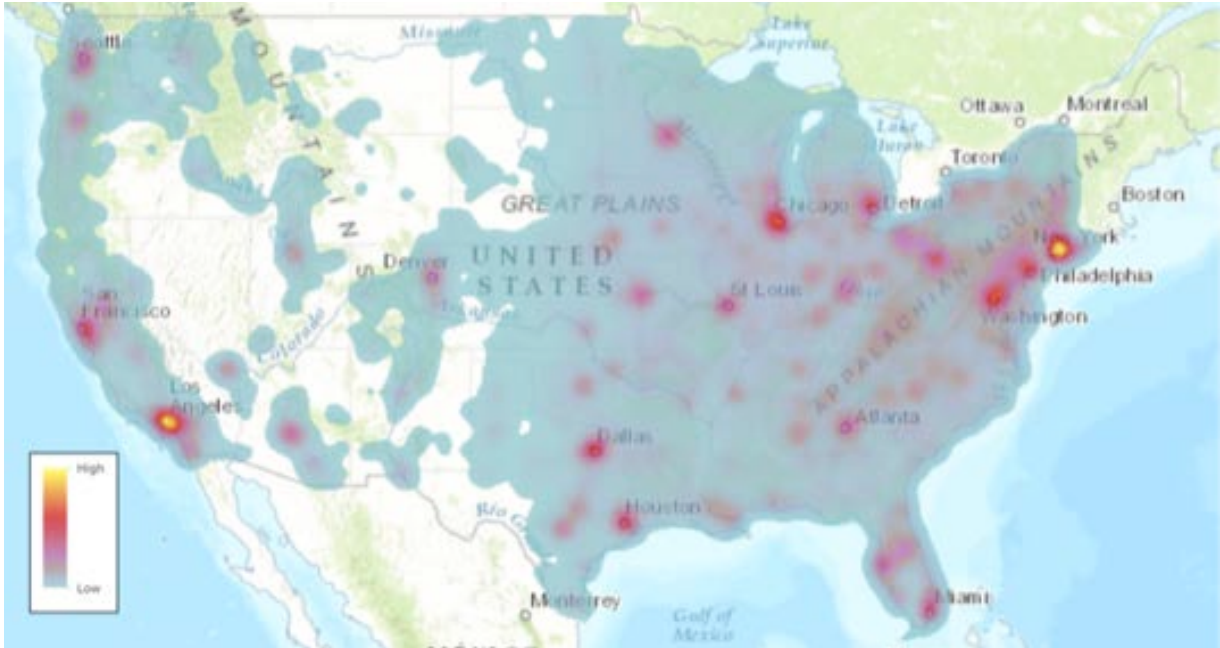 Seattle
MOUNTAINS
Missouri
Lake
Superior
Ottawa
Montreal
Lake
Huron
Toronto
Boston
GREAT PLAINS
Chicago
Detroit
New York
UNITED
STATES
Denver
Philadelphia
St Louis
Washington
APPALACHIAN MOUNTAINS
San
Francisco
Colorado
Los
Angeles
Atlanta
Dallas
High
Houston
Low
Miami
Monterrey
Gulf of
Mexico